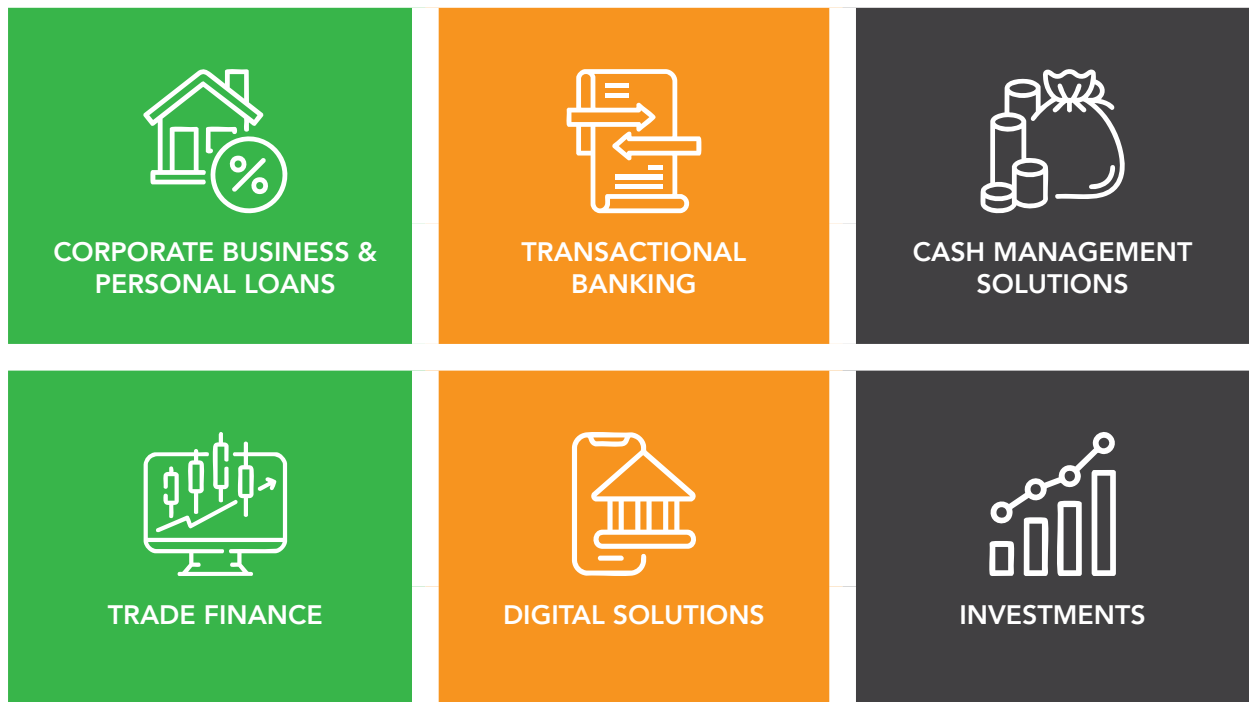 CORPORATE BUSINESS &
PERSONAL LOANS
TRANSACTIONAL
BANKING
CASH MANAGEMENT
SOLUTIONS
TRADE FINANCE
DIGITAL SOLUTIONS
INVESTMENTS